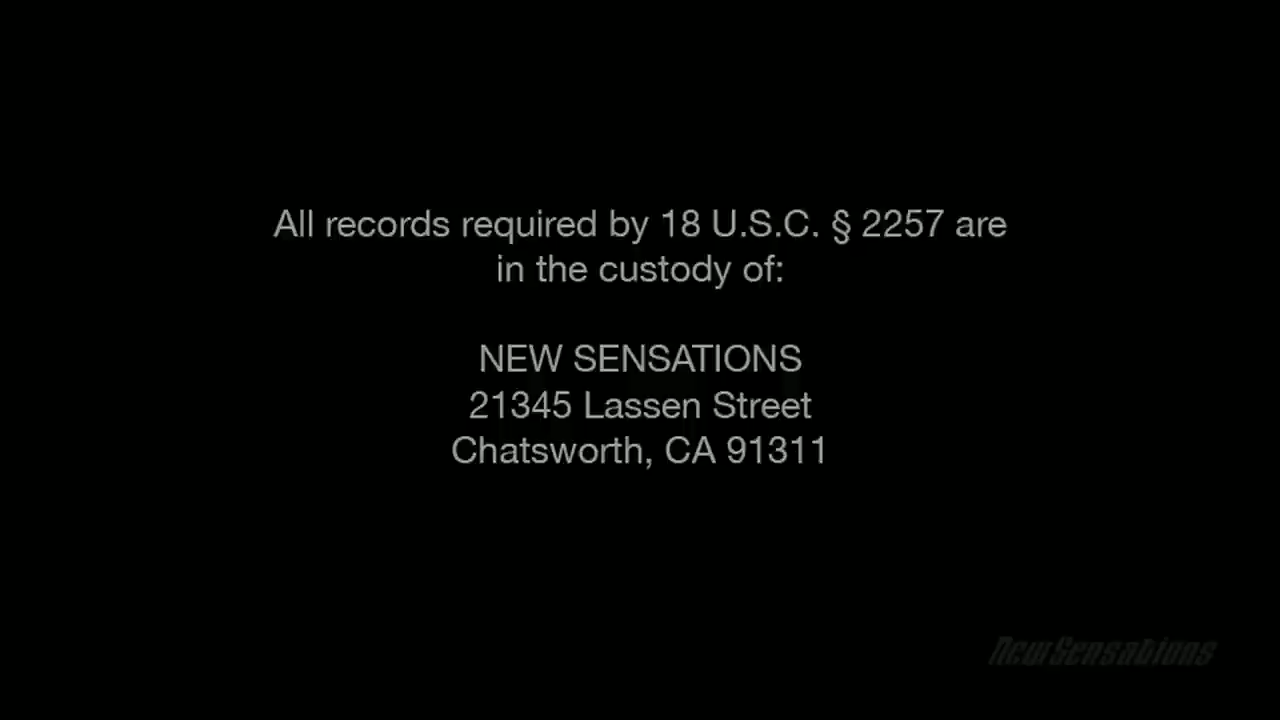 All records required by 18 U.S.C. § 2257 are
in the custody of:
NEW SENSATIONS
21345 Lassen Street
Chatsworth, CA 91311
NewSensations